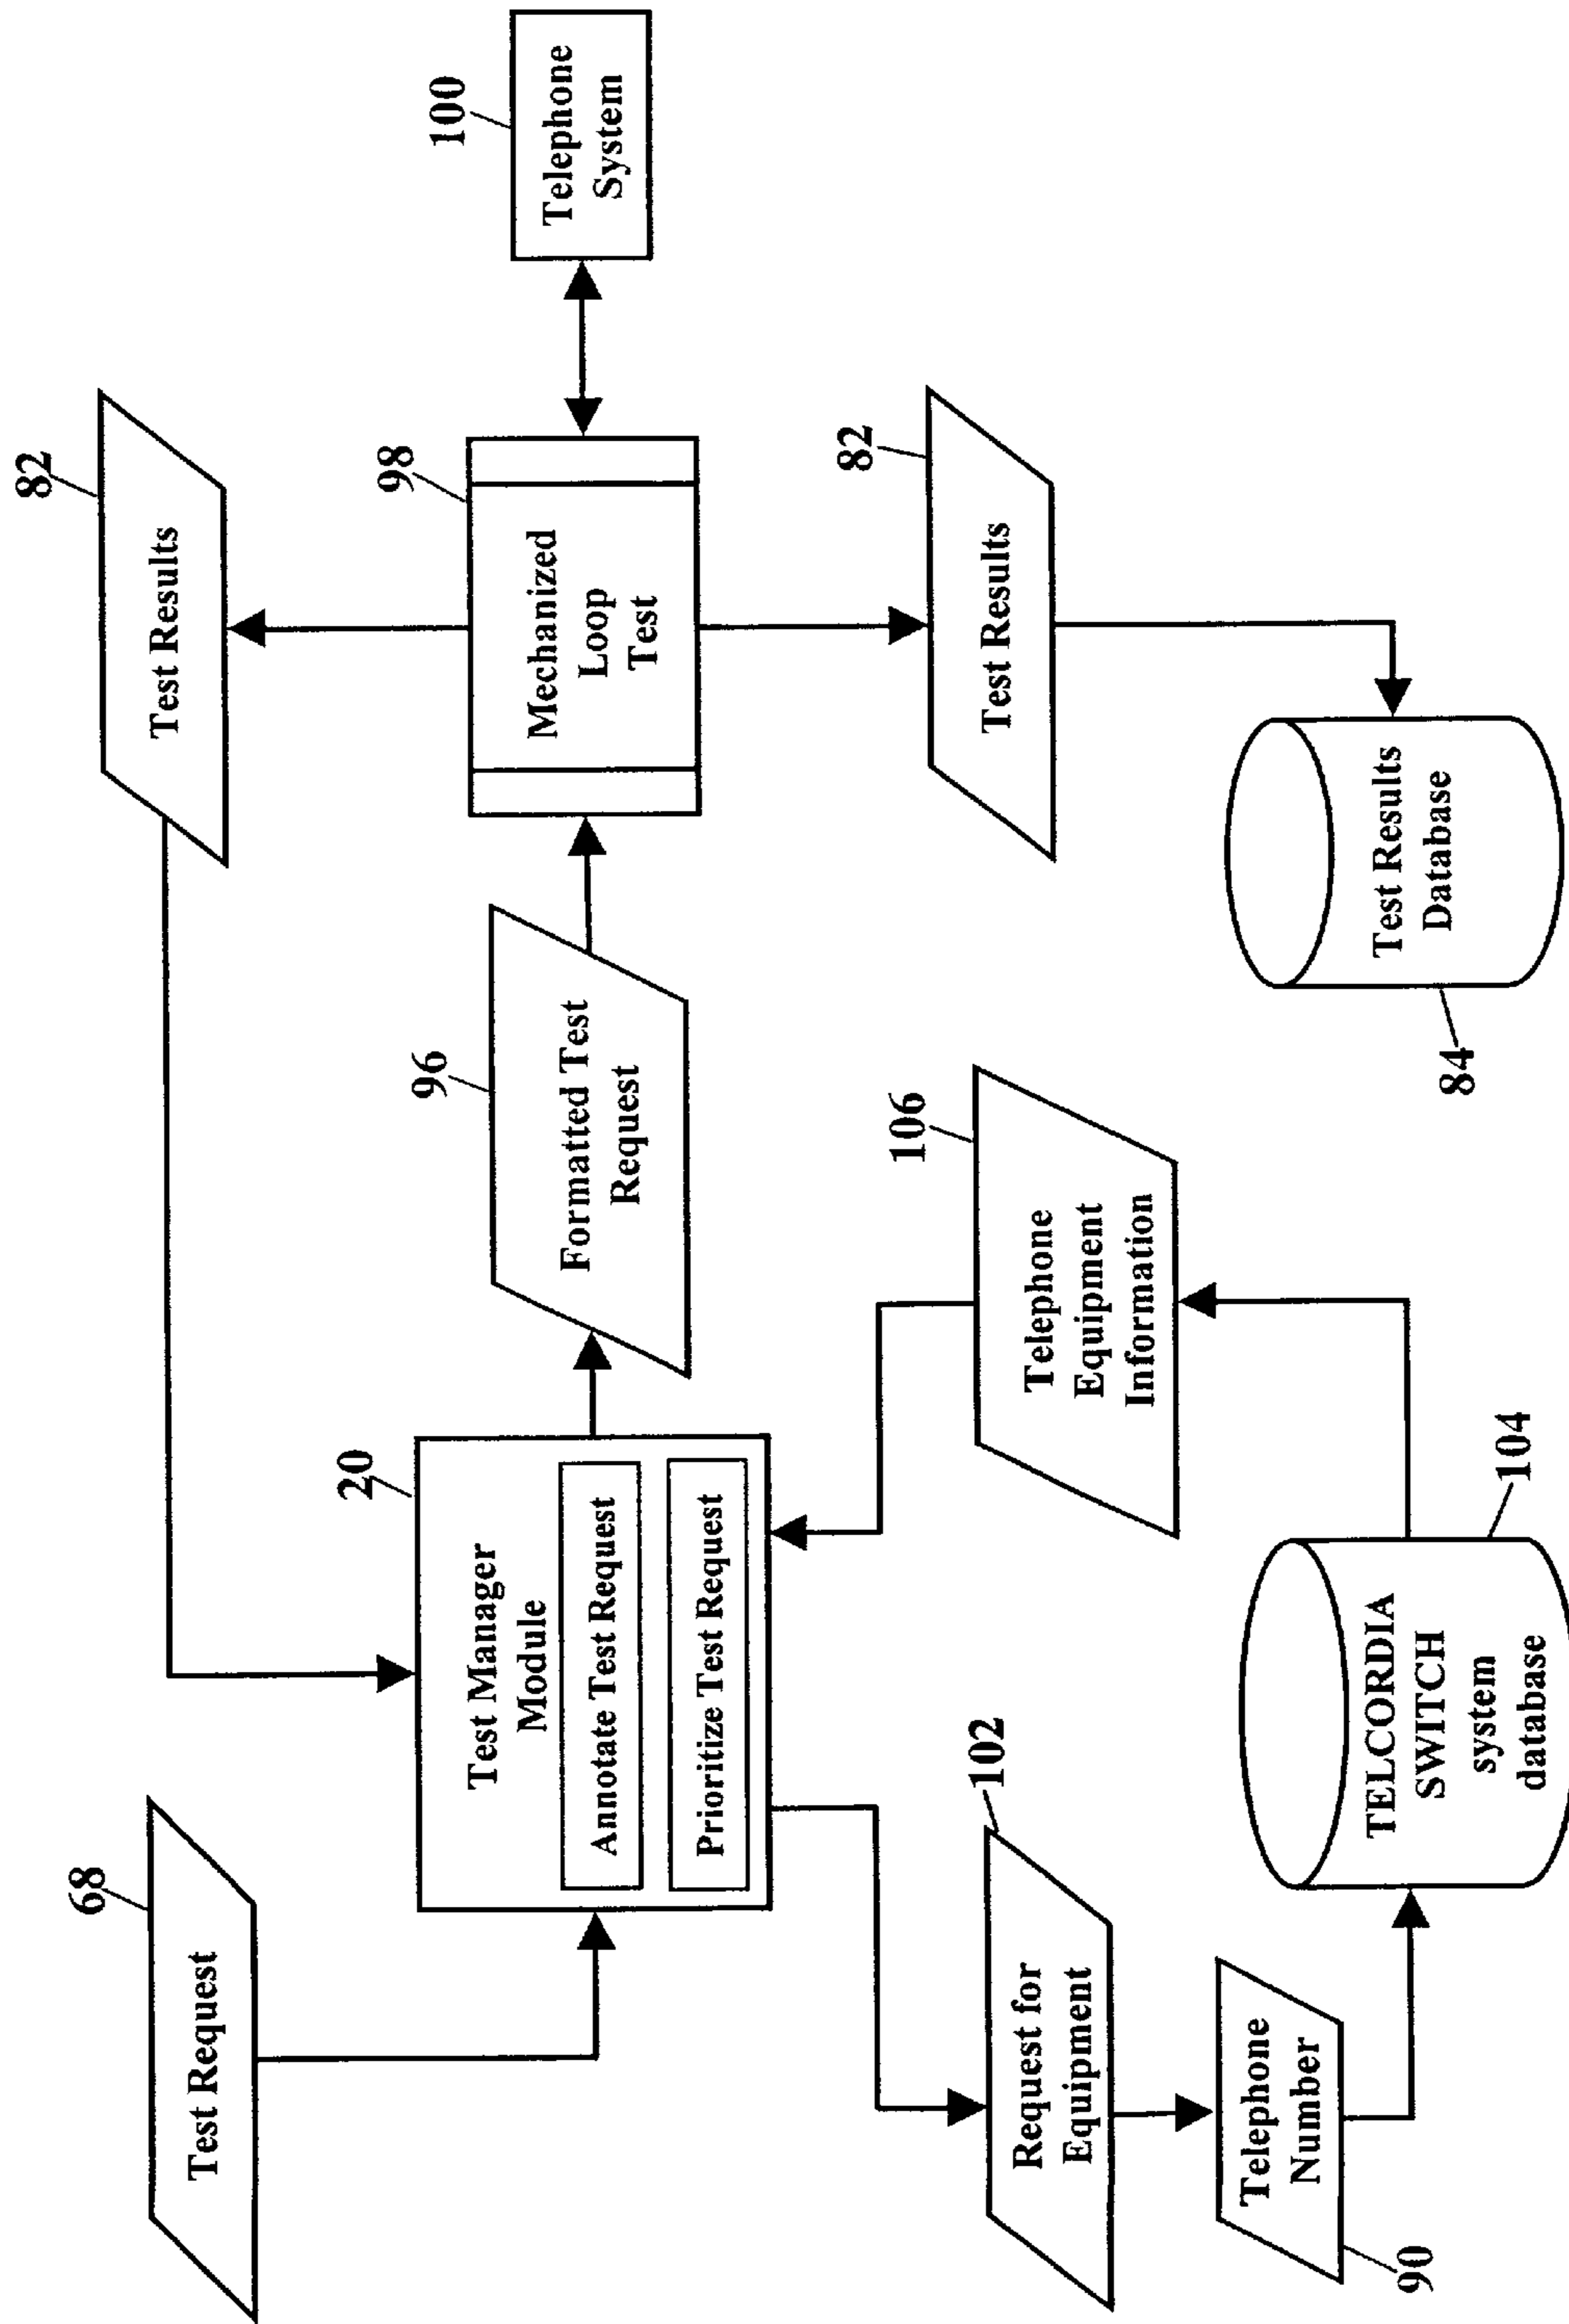 68
Test Request
20
Test Manager
Module
Annotate Test Request
Prioritize Test Request
82
Test Results
96
Formatted Test
Request
98
Mechanized
Loop
Test
100
Telephone
System
102
Request for
Equipment
90
Telephone
Number
104
TELCORDIA
SWITCH
system
database
106
Telephone
Equipment
Information
82
Test Results
84
Test Results
Database